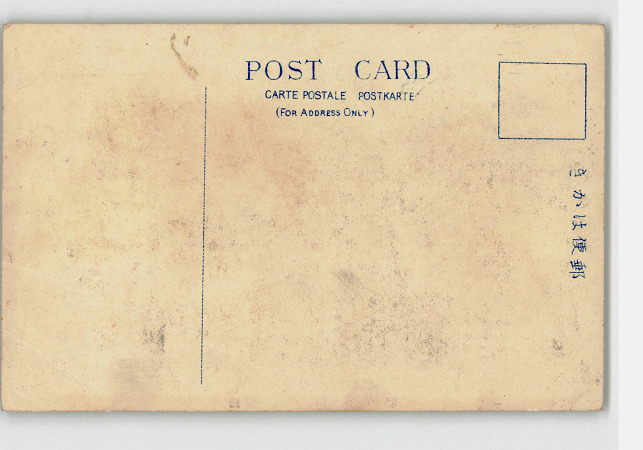 POST CARD
CARTE POSTALE POSTKARTE
(FOR ADDRESS ONLY)
きかは便郵